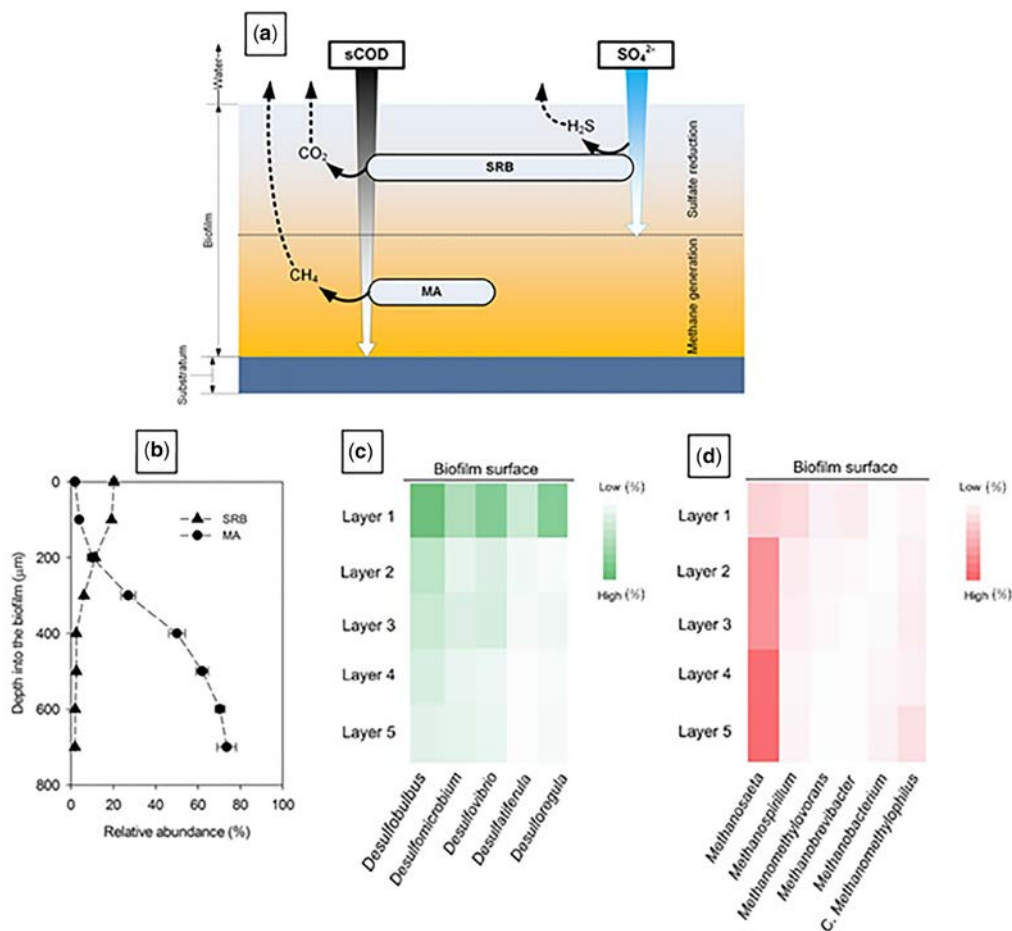 (a)
sCOD
SO₄²⁻
Water
Biofilm
Substratum
H₂S
CO₂
SRB
Sulfate reduction
CH₄
MA
Methane generation
(b)
0
200
400
600
800
Depth into the biofilm (μm)
SRB
MA
0 20 40 60 80 100
Relative abundance (%)
(c)
Biofilm surface
Layer 1
Layer 2
Layer 3
Layer 4
Layer 5
Low (%)
High (%)
Desulfobulbus
Desulfomicrobium
Desulfovibrio
Desulfatiferula
Desulforegula
(d)
Biofilm surface
Layer 1
Layer 2
Layer 3
Layer 4
Layer 5
Low (%)
High (%)
Methanosaeta
Methanospirilium
Methanomethylovorans
Methanobrevibacter
Methanobacterium
C. Methanomethylophilus